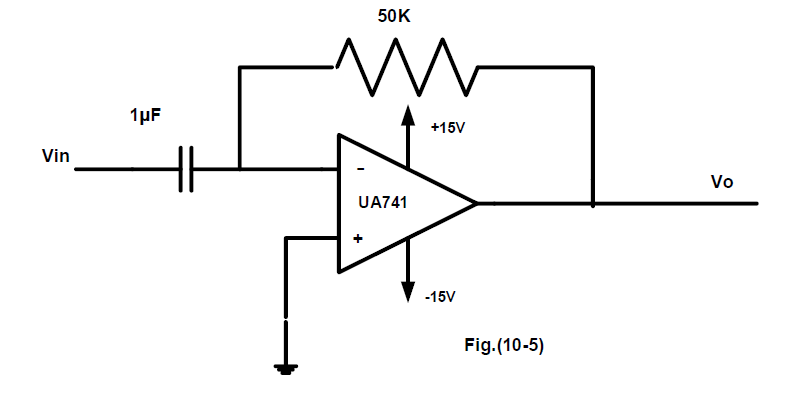 50K
1µF
+15V
Vin
-
Vo
UA741
+
-15V
Fig.(10-5)